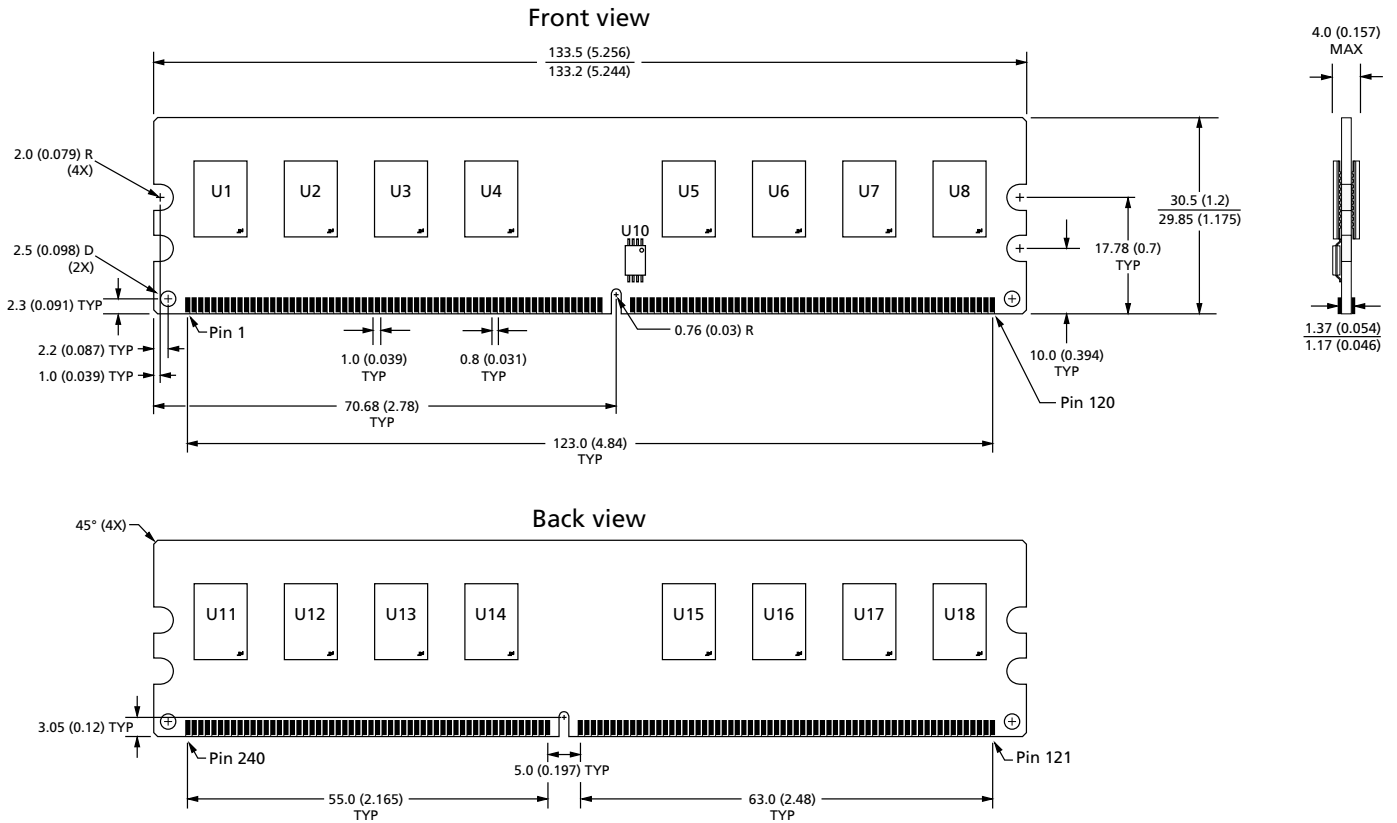 Front view
133.5 (5.256)
133.2 (5.244)
4.0 (0.157)
MAX
2.0 (0.079) R
(4X)
U1
U2
U3
U4
U5
U6
U7
U8
U10
30.5 (1.2)
29.85 (1.175)
17.78 (0.7)
TYP
2.5 (0.098) D
(2X)
2.3 (0.091) TYP
Pin 1
0.76 (0.03) R
2.2 (0.087) TYP
1.0 (0.039)
TYP
0.8 (0.031)
TYP
10.0 (0.394)
TYP
1.37 (0.054)
1.17 (0.046)
1.0 (0.039) TYP
70.68 (2.78)
TYP
Pin 120
123.0 (4.84)
TYP
Back view
45° (4X)
U11
U12
U13
U14
U15
U16
U17
U18
3.05 (0.12) TYP
Pin 240
5.0 (0.197) TYP
Pin 121
55.0 (2.165)
TYP
63.0 (2.48)
TYP